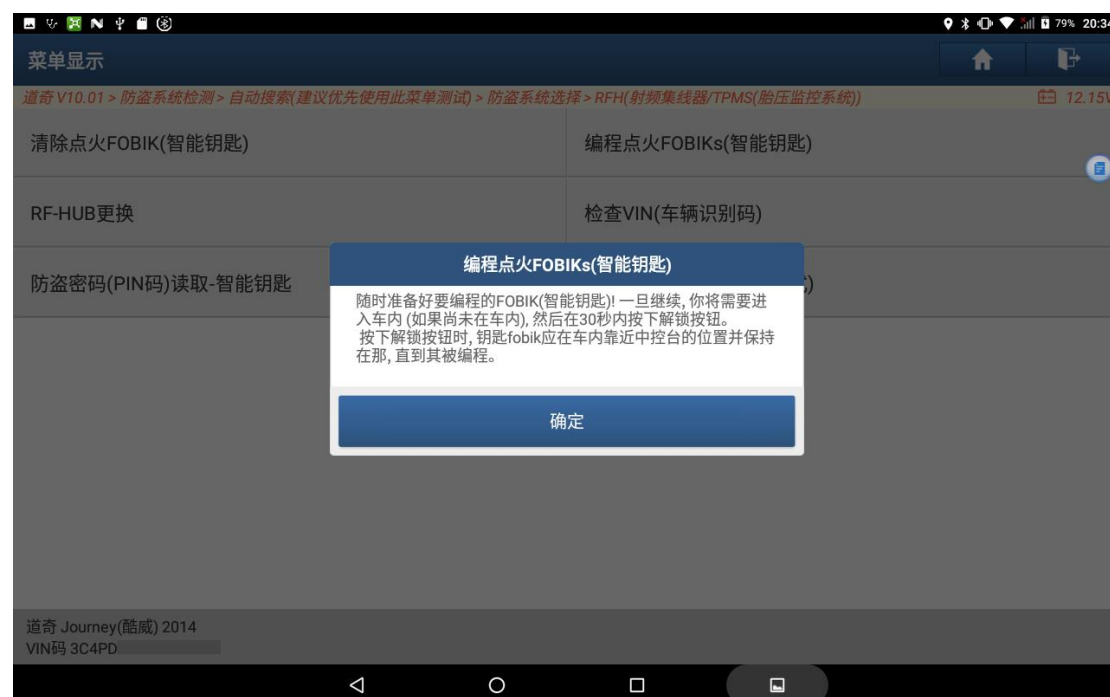 79% 20:34
菜单显示
道奇 V10.01 > 防盗系统检测 > 自动搜索(建议优先使用此菜单测试) > 防盗系统选择 > RFH(射频集线器/TPMS(胎压监控系统)) 12.15V
清除点火FOBIK(智能钥匙) 编程点火FOBIKs(智能钥匙)
RF-HUB更换 检查VIN(车辆识别码)
防盗密码(PIN码)读取-智能钥匙
编程点火FOBIKs(智能钥匙)
随时准备好要编程的FOBIK(智能钥匙)! 一旦继续, 你将需要进
入车内 (如果尚未在车内), 然后在30秒内按下解锁按钮。
按下解锁按钮时, 钥匙fobik应在车内靠近中控台的位置并保持
在那, 直到其被编程。
确定
道奇 Journey(酷威) 2014
VIN码 3C4PD